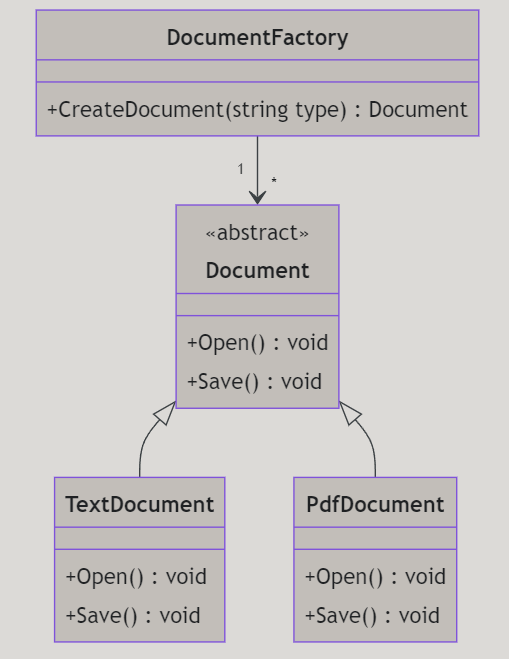 DocumentFactory
+CreateDocument(string type) : Document
1
*
«abstract»
Document
+Open() : void
+Save() : void
TextDocument
+Open() : void
+Save() : void
PdfDocument
+Open() : void
+Save() : void